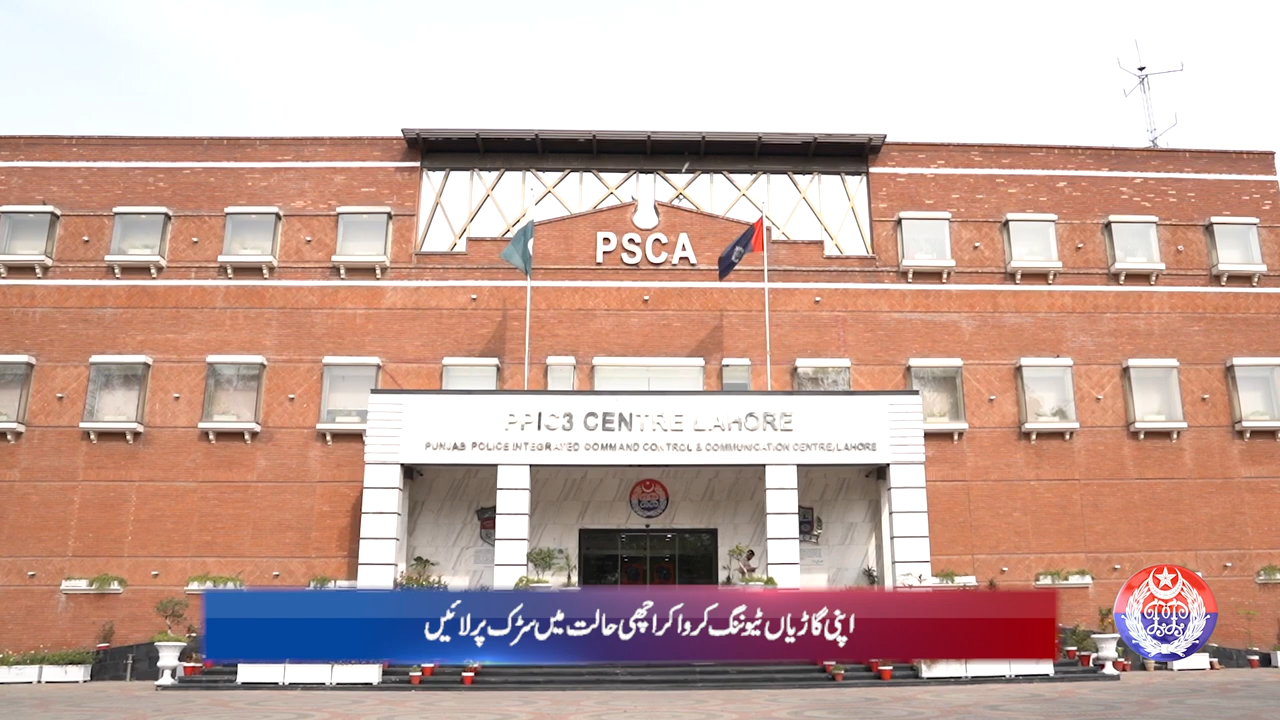 PSCA
PPIC3 CENTRE LAHORE
PUNJAB POLICE INTEGRATED COMMAND CONTROL & COMMUNICATION CENTRE, LAHORE
اپنی گاڑیاں ٹیوننگ کروا کر اچھی حالت میں سڑک پر لائیں